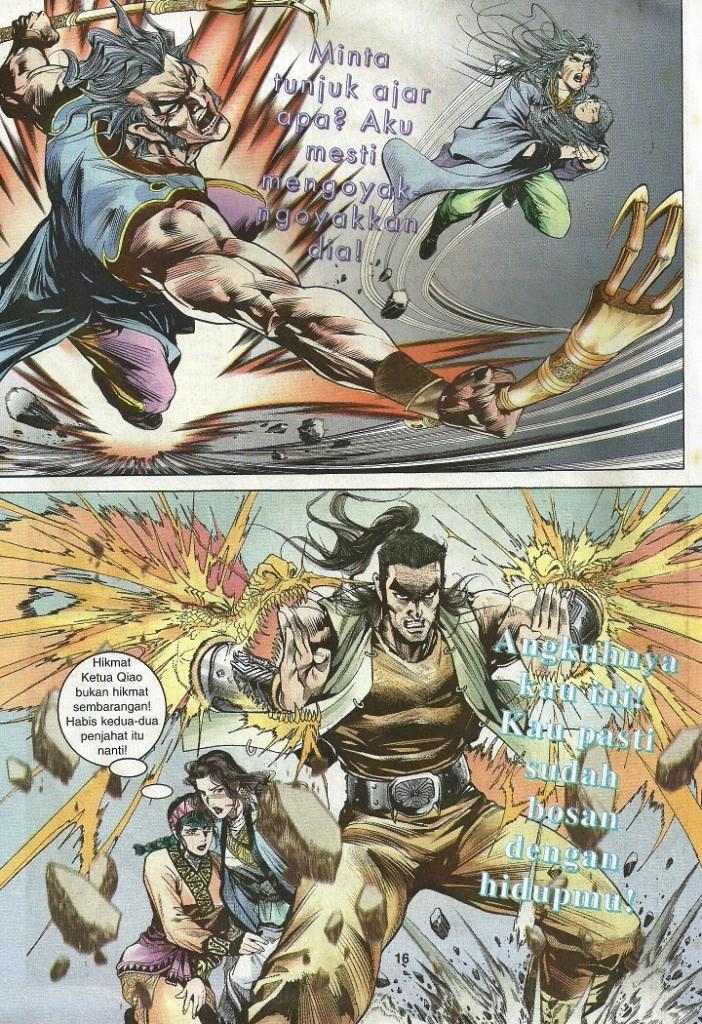 Minta
tunjuk ajar
apa? Aku
mesti
mengoyak-
ngoyakkan
dia!
Hikmat
Ketua Qiao
bukan hikmat
sembarangan!
Habis kedua-dua
penjahat itu
nanti!
Angkuhnya
kau ini!
Kau pasti
sudah
bosan
dengan
hidupmu!
16